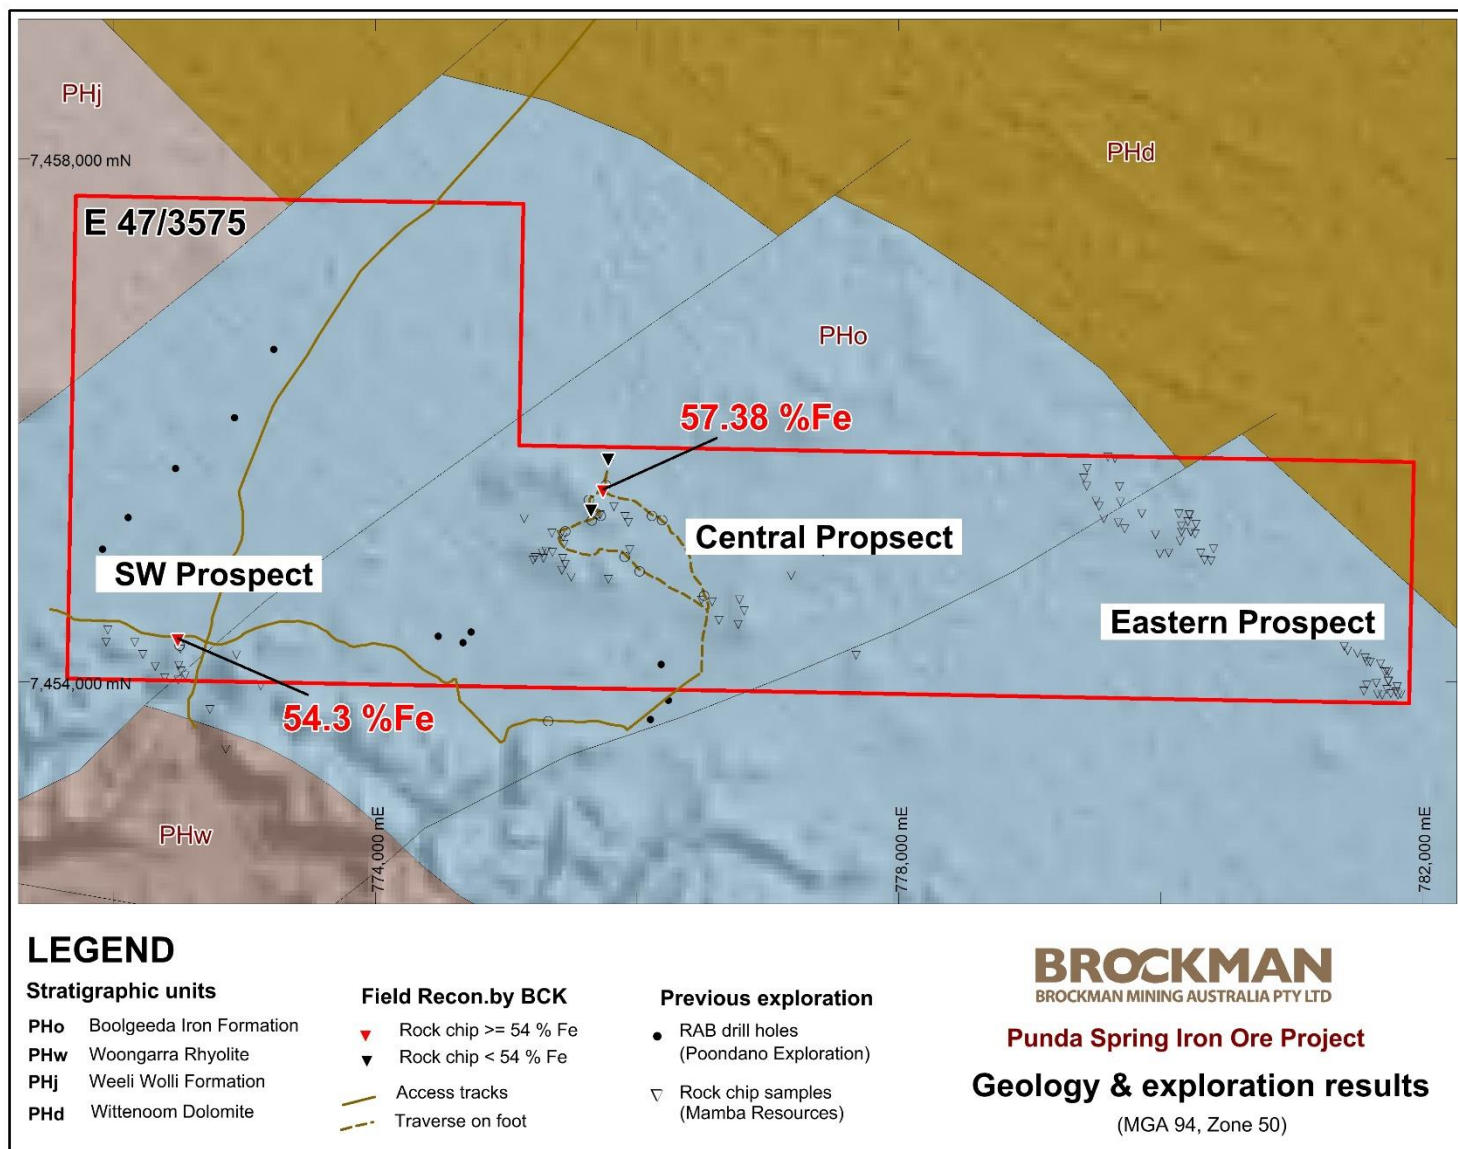 PHj
7,458,000 mN
PHd
E 47/3575
PHo
57.38 %Fe
Central Propsect
SW Prospect
Eastern Prospect
7,454,000 mN
54.3 %Fe
PHw
774,000 mE
778,000 mE
782,000 mE
LEGEND
Stratigraphic units
PHo Boolgeeda Iron Formation
PHw Woongarra Rhyolite
PHj Weeli Wolli Formation
PHd Wittenoom Dolomite
Field Recon.by BCK
Rock chip >= 54 % Fe
Rock chip < 54 % Fe
Access tracks
Traverse on foot
Previous exploration
RAB drill holes
(Poondano Exploration)
Rock chip samples
(Mamba Resources)
BROCKMAN
BROCKMAN MINING AUSTRALIA PTY LTD
Punda Spring Iron Ore Project
Geology & exploration results
(MGA 94, Zone 50)